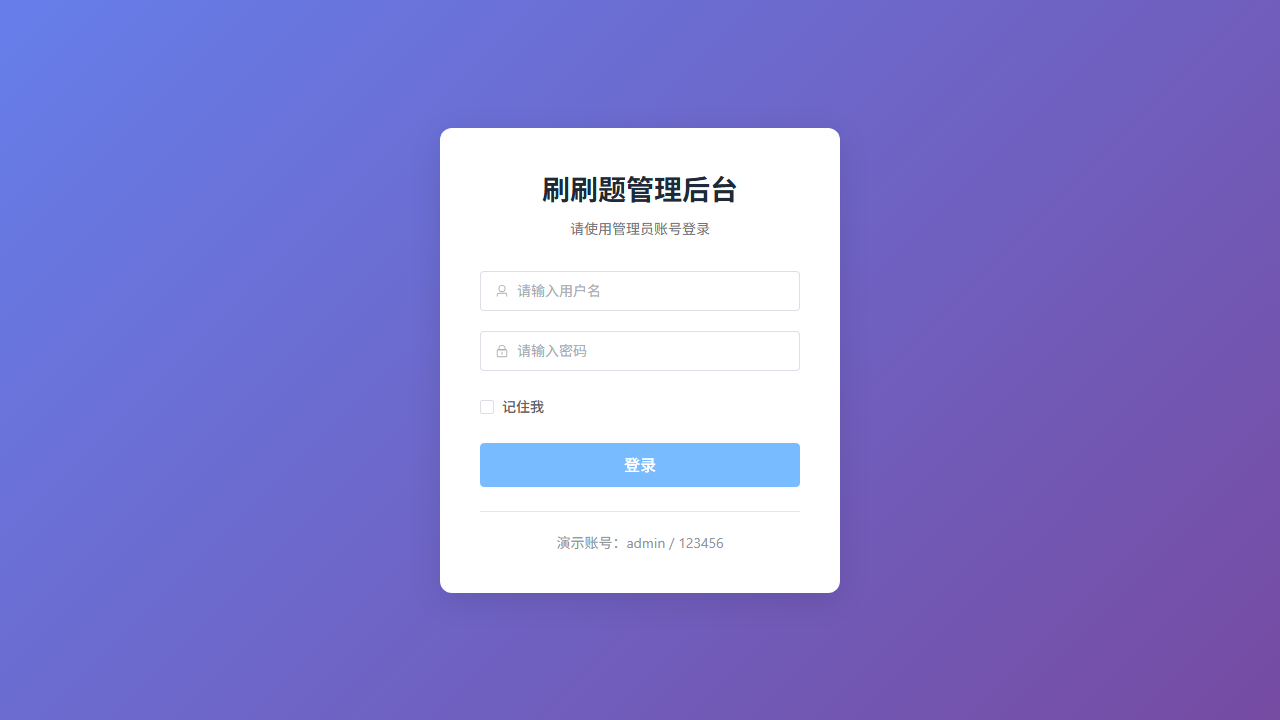 刷刷题管理后台
请使用管理员账号登录
请输入用户名
请输入密码
记住我
登录
演示账号：admin / 123456